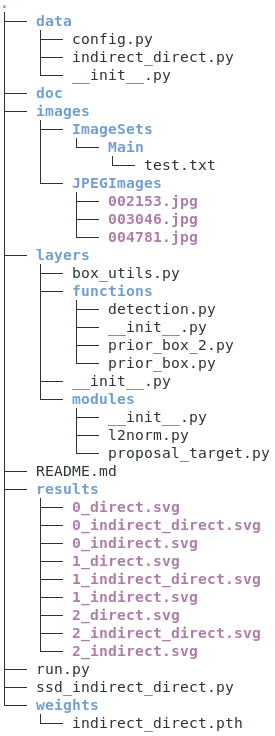 .
data
config.py
indirect_direct.py
__init__.py
doc
images
ImageSets
Main
test.txt
JPEGImages
002153.jpg
003046.jpg
004781.jpg
layers
box_utils.py
functions
detection.py
__init__.py
prior_box_2.py
prior_box.py
__init__.py
modules
__init__.py
l2norm.py
proposal_target.py
README.md
results
0_direct.svg
0_indirect_direct.svg
0_indirect.svg
1_direct.svg
1_indirect_direct.svg
1_indirect.svg
2_direct.svg
2_indirect_direct.svg
2_indirect.svg
run.py
ssd_indirect_direct.py
weights
indirect_direct.pth